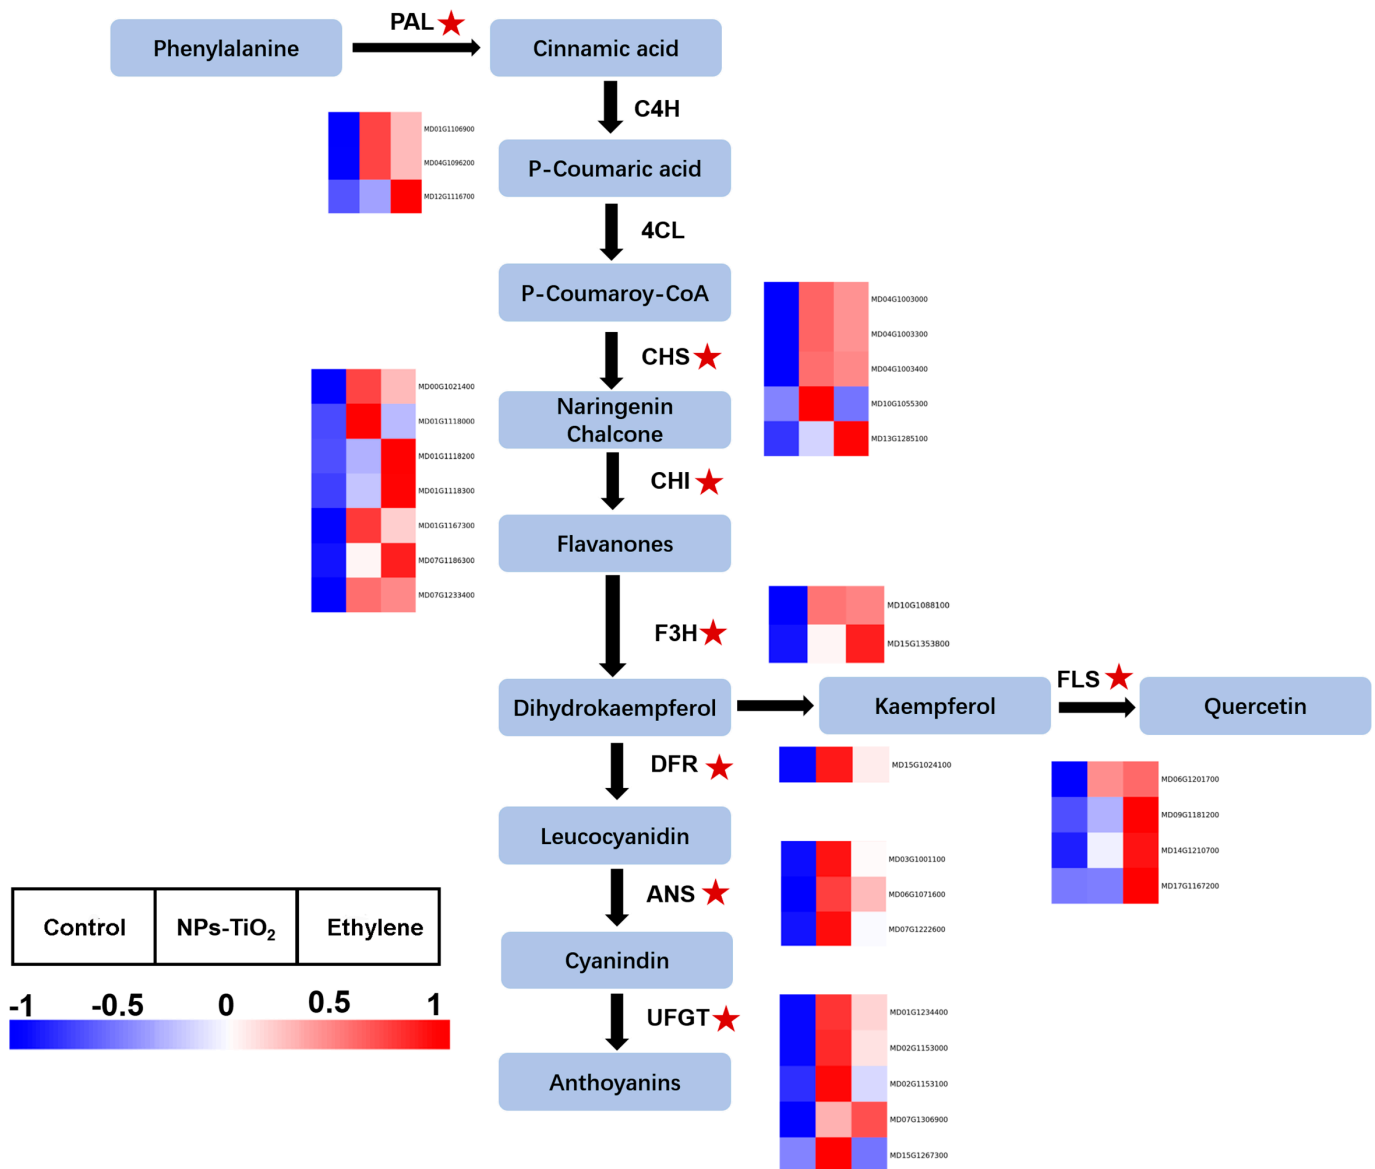 PAL
Phenylalanine
Cinnamic acid
C4H
MD01G1106900
MD04G1096200
MD12G1116700
P-Coumaric acid
4CL
P-Coumaroy-CoA
MD04G1003000
MD04G1003300
MD04G1003400
MD10G1055300
MD13G1285100
CHS
MD00G1021400
MD01G1118000
MD01G1118200
MD01G1118300
MD01G1167300
MD07G1186300
MD07G1233400
Naringenin
Chalcone
CHI
Flavanones
F3H
MD10G1088100
MD15G1353800
Dihydrokaempferol
Kaempferol
FLS
Quercetin
DFR
MD15G1024100
MD06G1201700
MD09G1181200
MD14G1210700
MD17G1167200
Leucocyanidin
ANS
MD03G1001100
MD06G1071600
MD07G1222600
Control
NPs-TiO₂
Ethylene
Cyanindin
-1 -0.5 0 0.5 1
UFGT
MD01G1234400
MD02G1153000
MD02G1153100
MD07G1306900
MD15G1267300
Anthoyanins